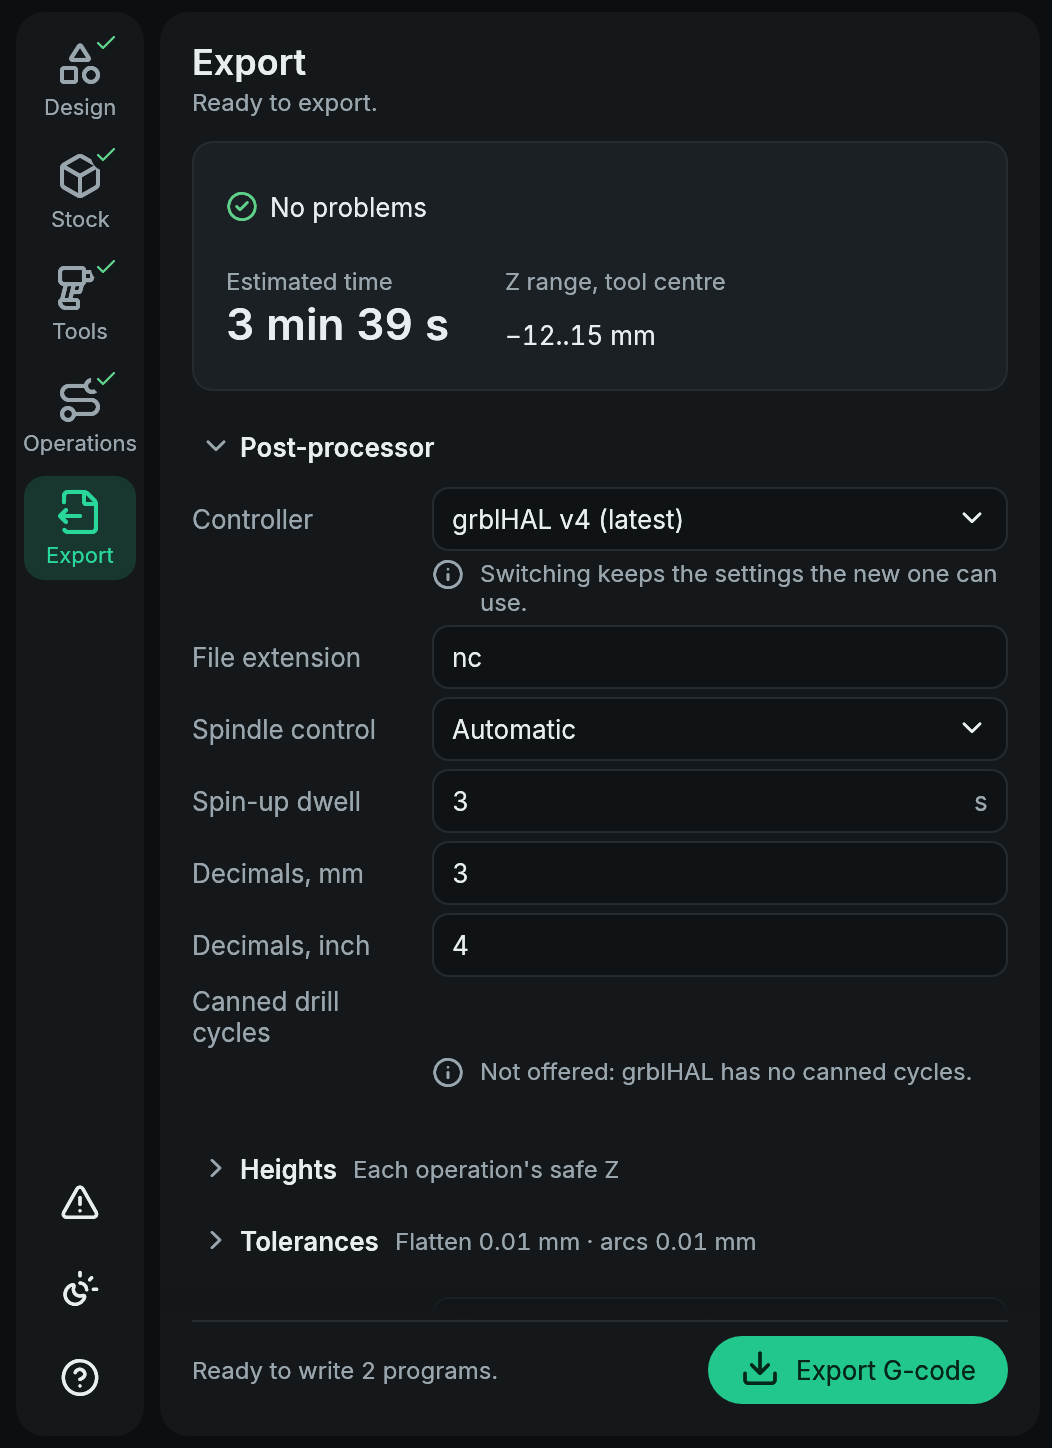 Design
Stock
Tools
Operations
Export
Export
Ready to export.
No problems
Estimated time
3 min 39 s
Z range, tool centre
−12..15 mm
Post-processor
Controller
grblHAL v4 (latest)
Switching keeps the settings the new one can
use.
File extension
nc
Spindle control
Automatic
Spin-up dwell
3 s
Decimals, mm
3
Decimals, inch
4
Canned drill
cycles
Not offered: grblHAL has no canned cycles.
Heights Each operation's safe Z
Tolerances Flatten 0.01 mm · arcs 0.01 mm
Ready to write 2 programs.
Export G-code